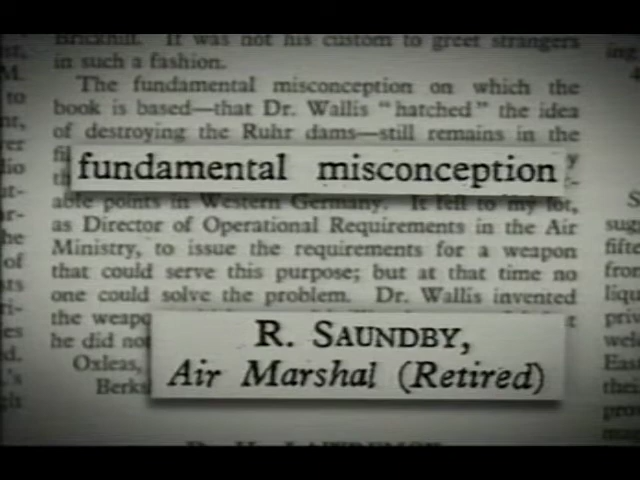 Brickhill. It was not his custom to greet strangers
in such a fashion.
The fundamental misconception on which the
book is based—that Dr. Wallis "hatched" the idea
of destroying the Ruhr dams—still remains in the
fundamental misconception
able points in Western Germany. It fell to my lot,
as Director of Operational Requirements in the Air
Ministry, to issue the requirements for a weapon
that could serve this purpose; but at that time no
one could solve the problem. Dr. Wallis invented
the weapo
he did not
R. SAUNDBY,
Air Marshal (Retired)
Oxleas,
Berks